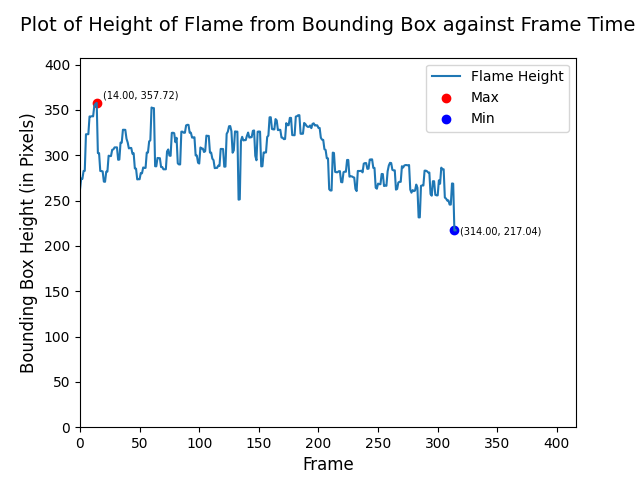 Plot of Height of Flame from Bounding Box against Frame Time
Flame Height
Max
Min
(14.00, 357.72)
(314.00, 217.04)
Bounding Box Height (in Pixels)
400
350
300
250
200
150
100
50
0
0 50 100 150 200 250 300 350 400
Frame